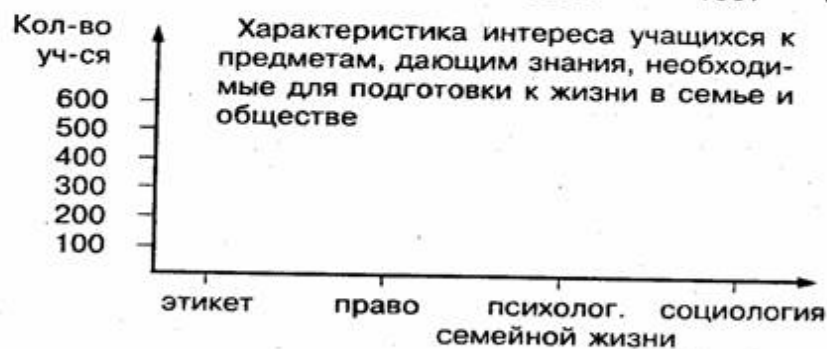 Кол-во
уч-ся
Характеристика интереса учащихся к
предметам, дающим знания, необходи-
мые для подготовки к жизни в семье и
обществе
600
500
400
300
200
100
этикет право психолог. социология
семейной жизни